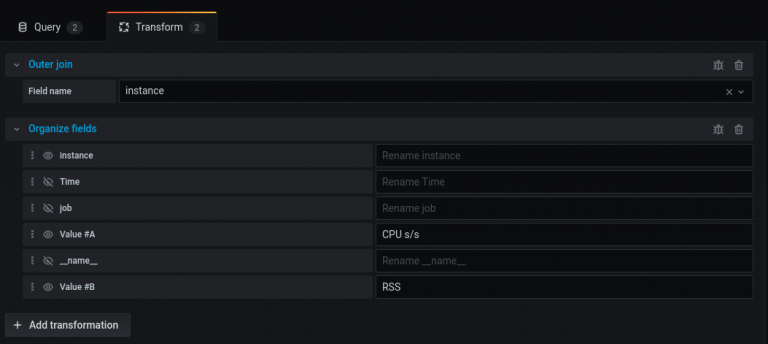 Query 2 Transform 2
Outer join
Field name instance
Organize fields
instance Rename instance
Time Rename Time
job Rename job
Value #A CPU s/s
__name__ Rename __name__
Value #B RSS
+ Add transformation